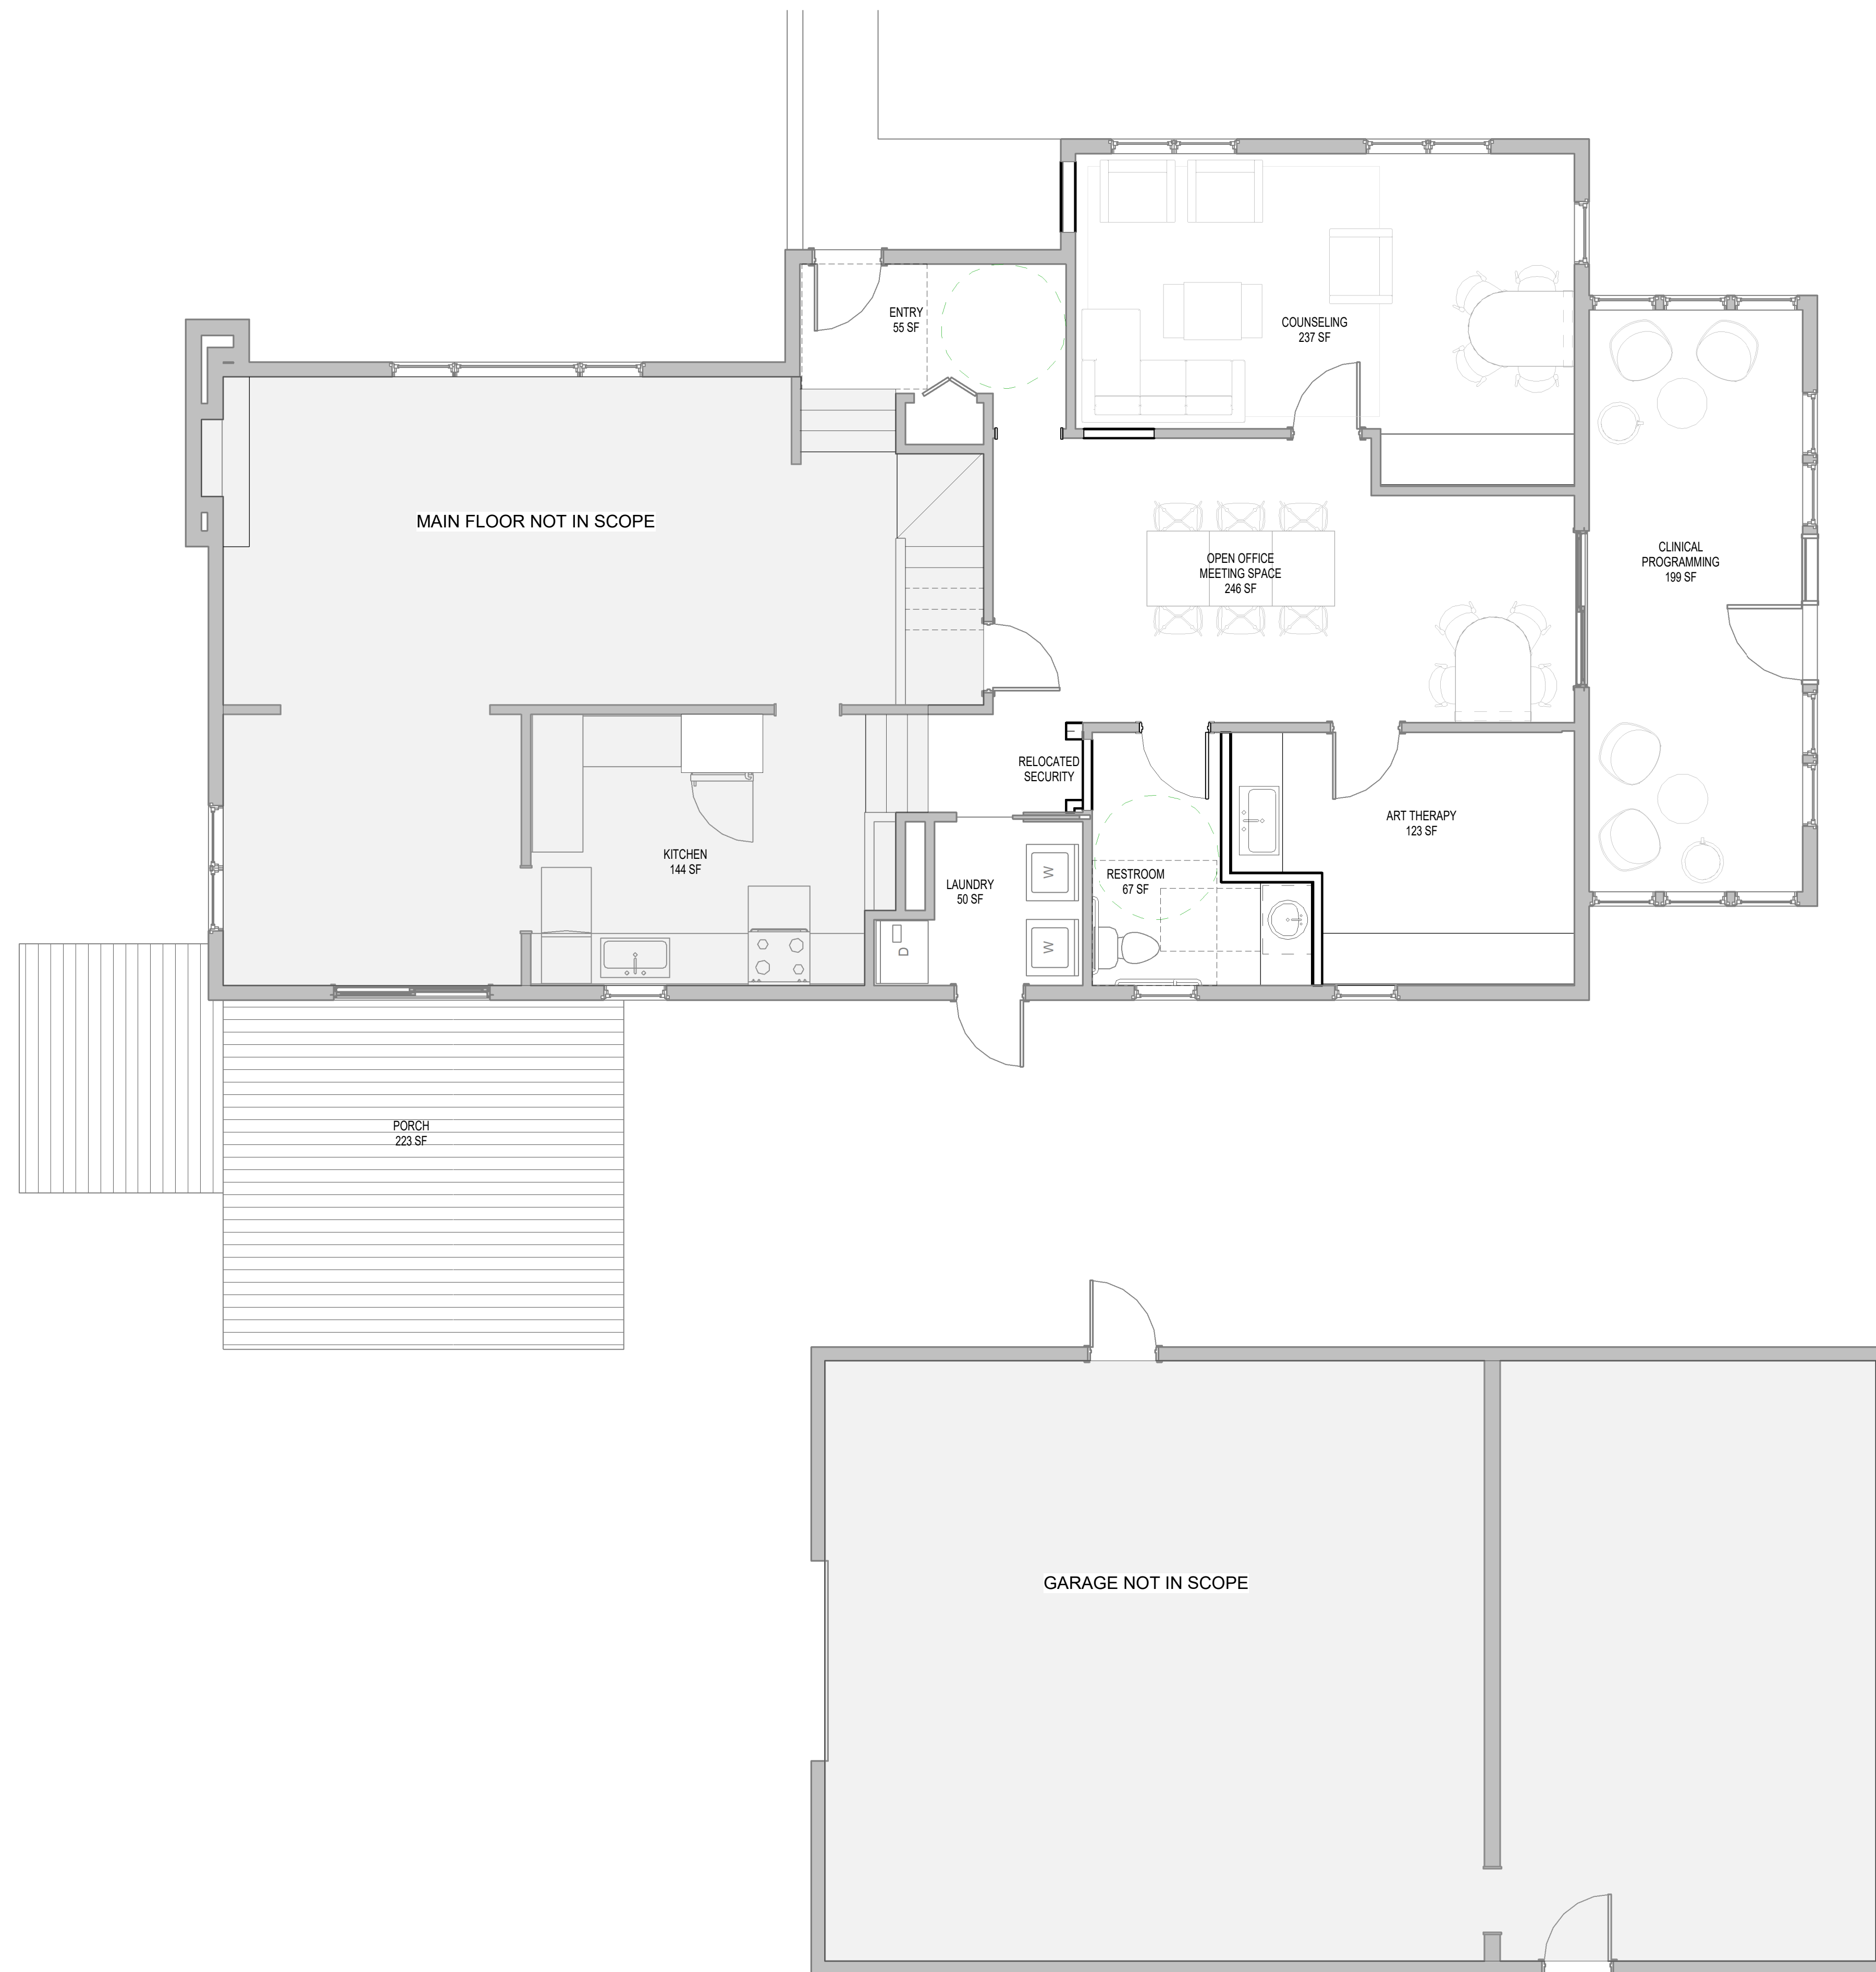 ENTRY
55 SF
COUNSELING
237 SF
MAIN FLOOR NOT IN SCOPE
OPEN OFFICE
MEETING SPACE
246 SF
CLINICAL
PROGRAMMING
199 SF
RELOCATED
SECURITY
ART THERAPY
123 SF
KITCHEN
144 SF
LAUNDRY
50 SF
W
RESTROOM
67 SF
W
D
PORCH
223 SF
GARAGE NOT IN SCOPE